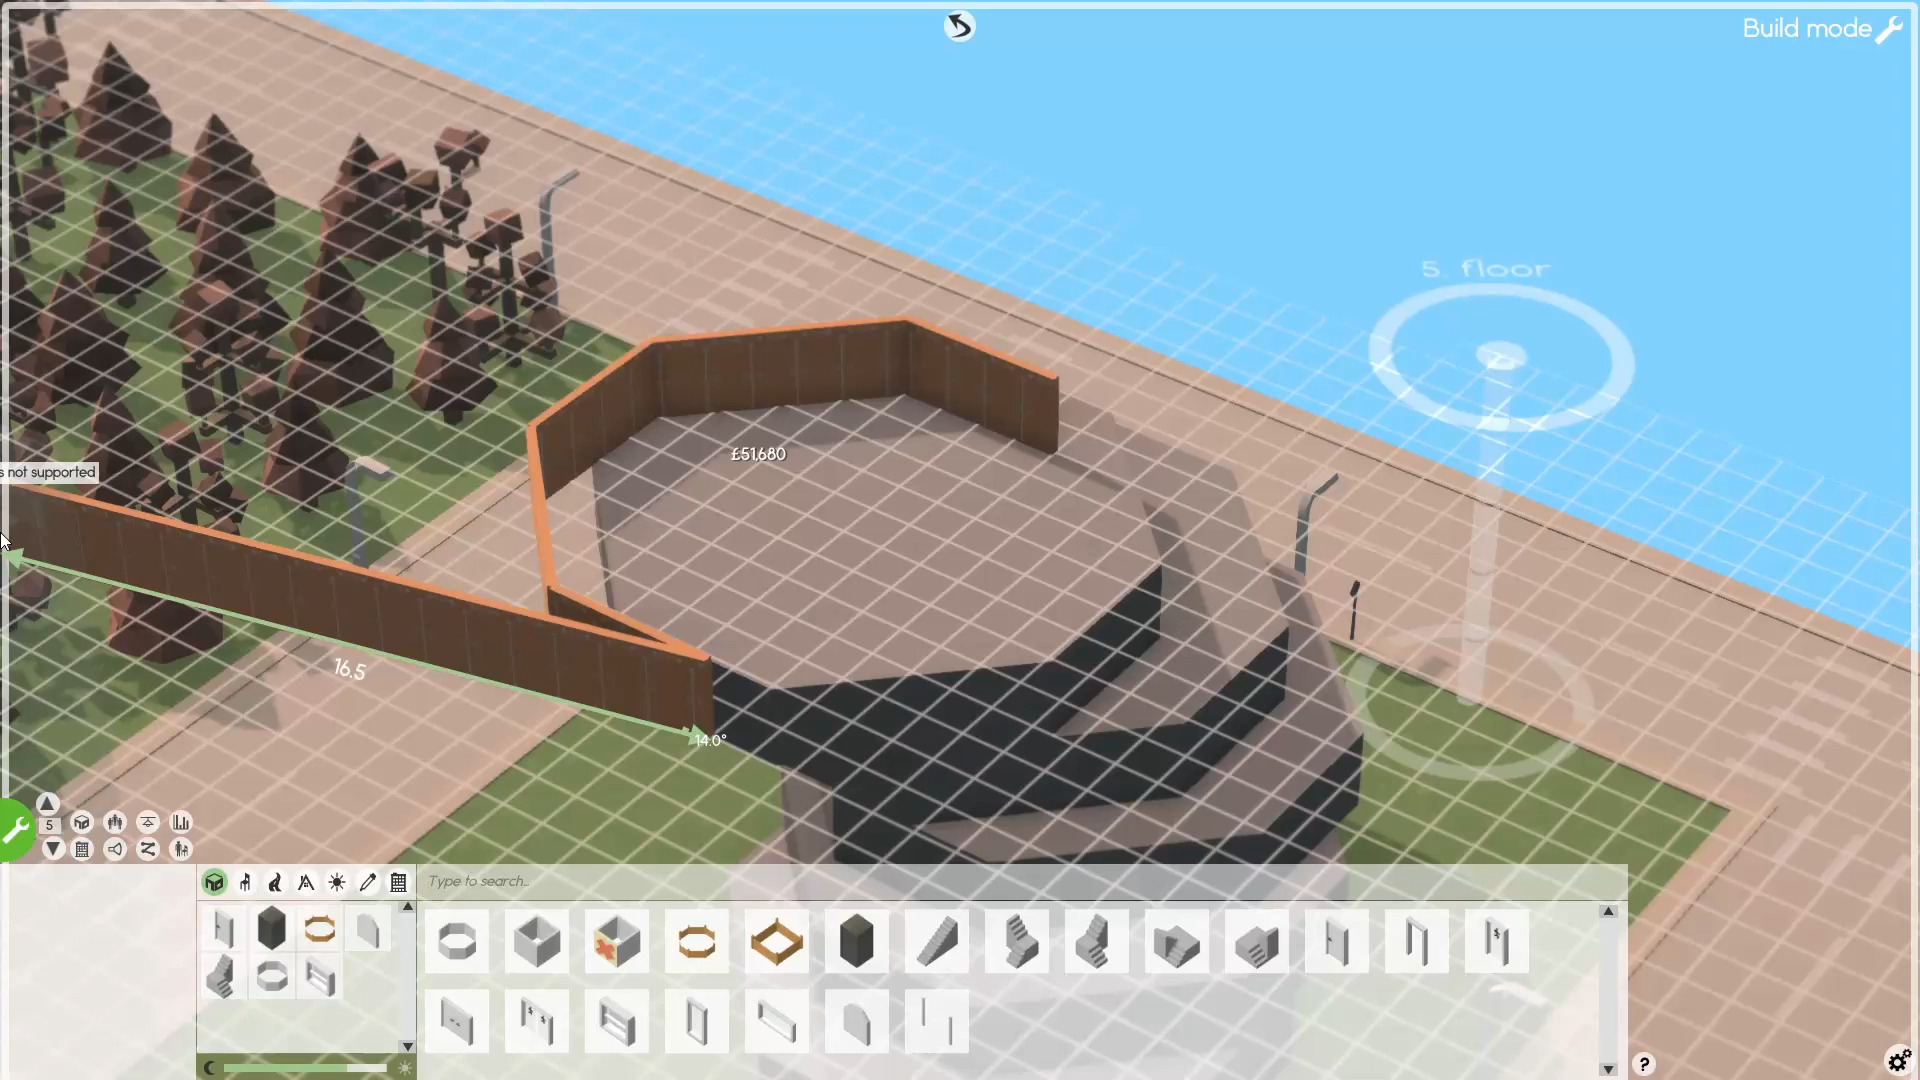 Build mode
5. floor
£51,680
s not supported
16.5
14.0°
5
Type to search...
?